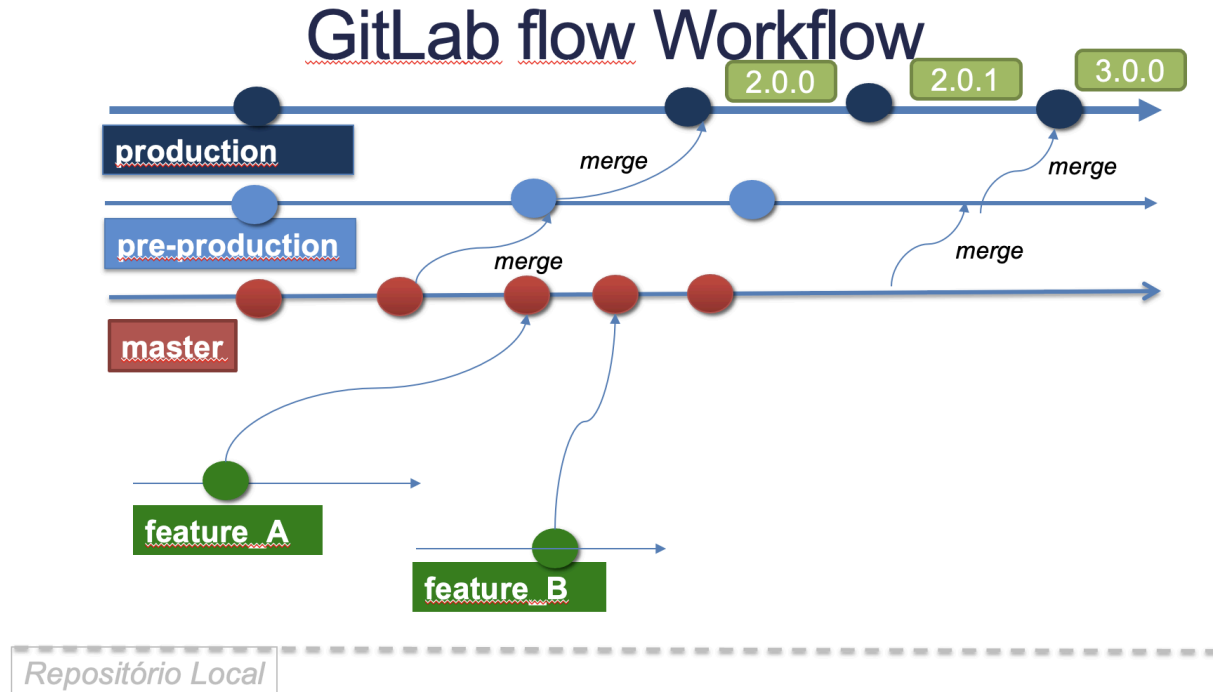 GitLab flow Workflow
2.0.0
2.0.1
3.0.0
production
merge
merge
pre-production
merge
merge
master
feature_A
feature_B
Repositório Local